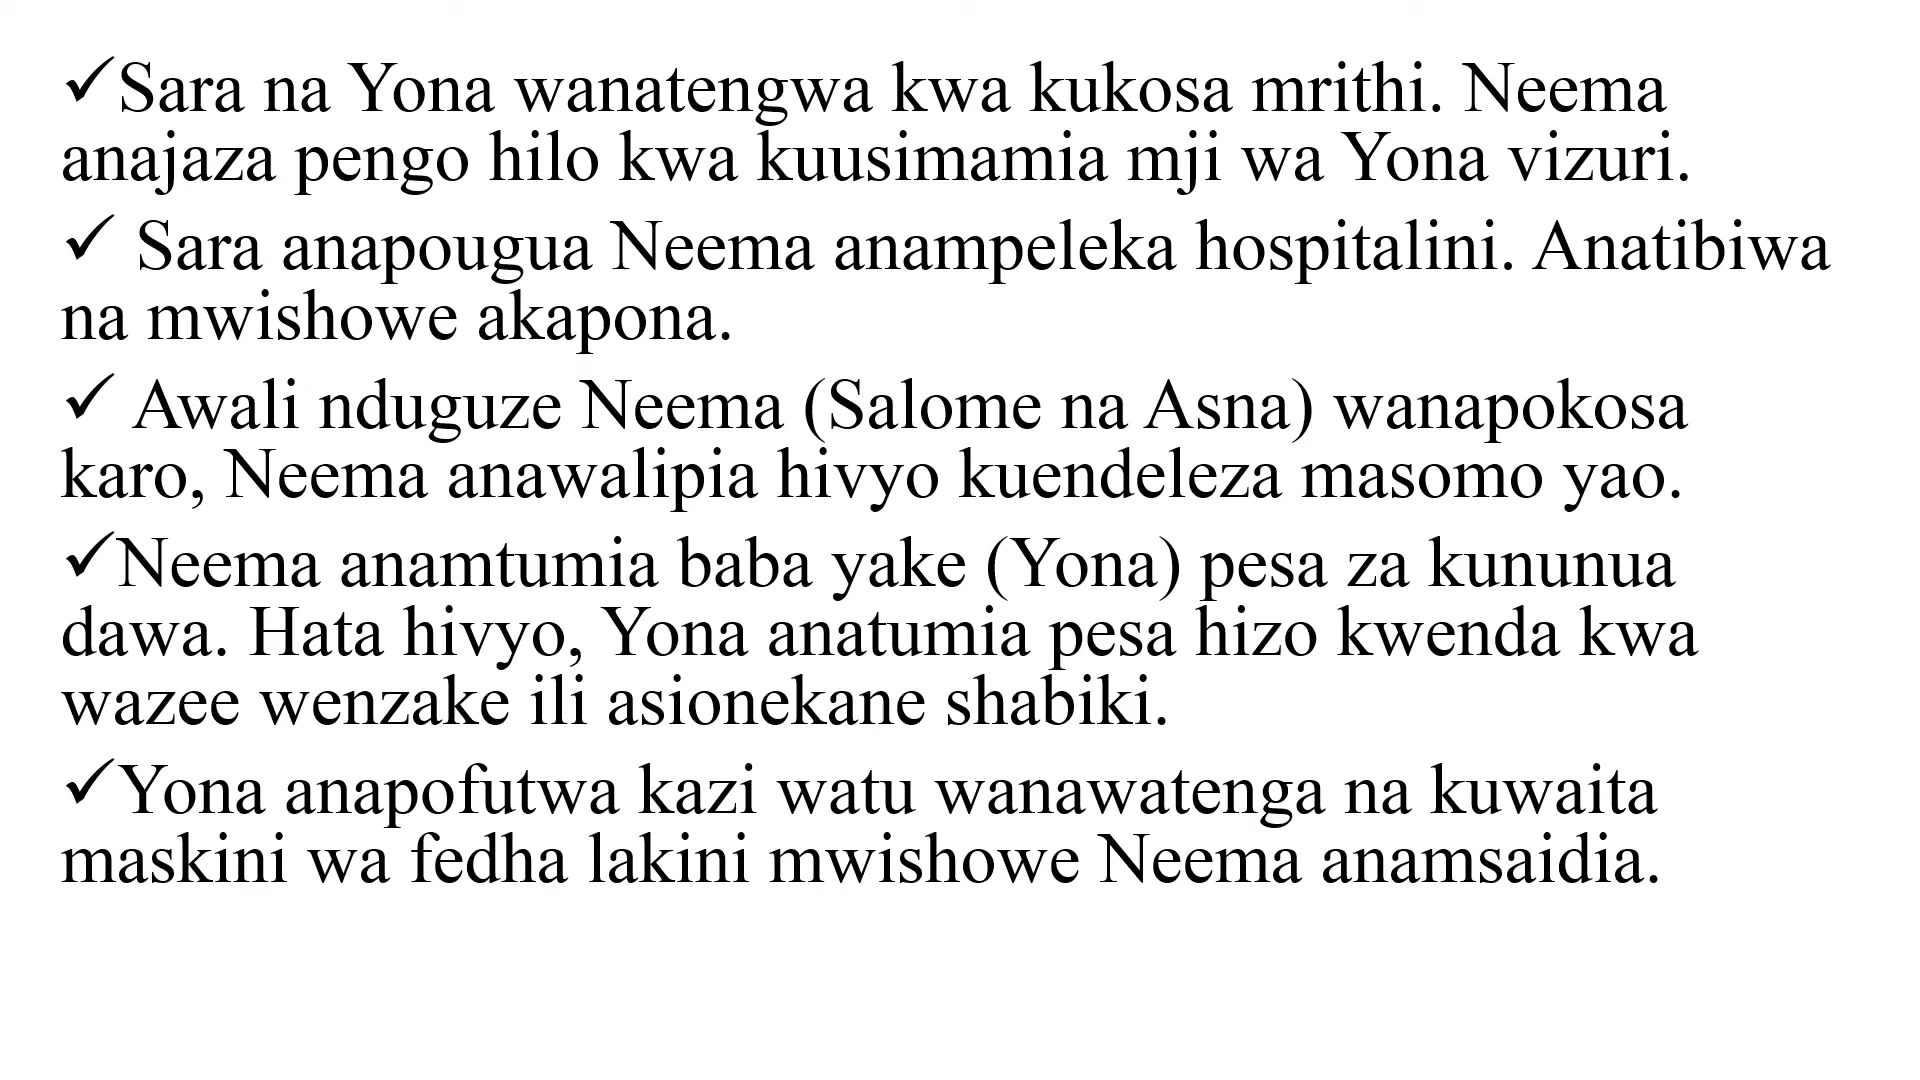 ✓Sara na Yona wanatengwa kwa kukosa mrithi. Neema
anajaza pengo hilo kwa kuusimamia mji wa Yona vizuri.
✓ Sara anapougua Neema anampeleka hospitalini. Anatibiwa
na mwishowe akapona.
✓ Awali nduguze Neema (Salome na Asna) wanapokosa
karo, Neema anawalipia hivyo kuendeleza masomo yao.
✓Neema anamtumia baba yake (Yona) pesa za kununua
dawa. Hata hivyo, Yona anatumia pesa hizo kwenda kwa
wazee wenzake ili asionekane shabiki.
✓Yona anapofutwa kazi watu wanawatenga na kuwaita
maskini wa fedha lakini mwishowe Neema anamsaidia.